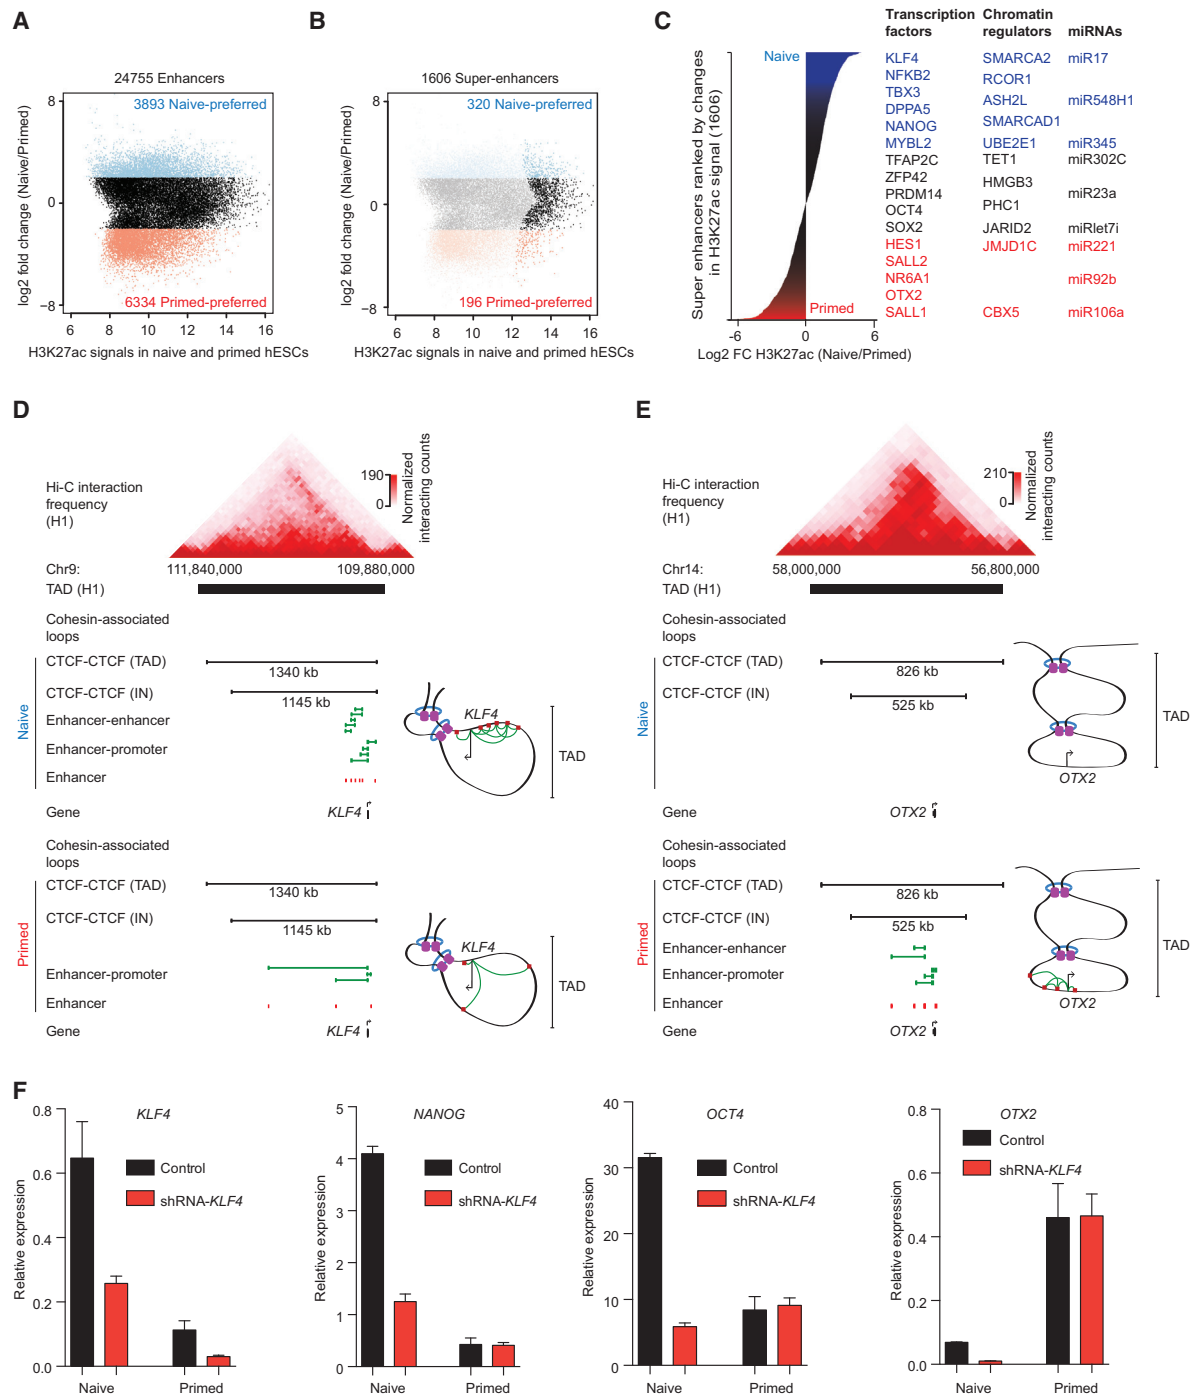 A
24755 Enhancers
3893 Naive-preferred
6334 Primed-preferred
log2 fold change (Naive/Primed)
8
0
−8
6 8 10 12 14 16
H3K27ac signals in naive and primed hESCs
B
1606 Super-enhancers
320 Naive-preferred
196 Primed-preferred
log2 fold change (Naive/Primed)
8
0
−8
6 8 10 12 14 16
H3K27ac signals in naive and primed hESCs
C
Super enhancers ranked by changes
in H3K27ac signal (1606)
Naive
Primed
-6 0 6
Log2 FC H3K27ac (Naive/Primed)
Transcription
factors
KLF4
NFKB2
TBX3
DPPA5
NANOG
MYBL2
TFAP2C
ZFP42
PRDM14
OCT4
SOX2
HES1
SALL2
NR6A1
OTX2
SALL1
Chromatin
regulators
SMARCA2
RCOR1
ASH2L
SMARCAD1
UBE2E1
TET1
HMGB3
PHC1
JARID2
JMJD1C
CBX5
miRNAs
miR17
miR548H1
miR345
miR302C
miR23a
miRlet7i
miR221
miR92b
miR106a
D
Hi-C interaction
frequency
(H1)
190
0
Normalized
interacting counts
Chr9:
111,840,000 109,880,000
TAD (H1)
Cohesin-associated
loops
Naive
CTCF-CTCF (TAD)
1340 kb
CTCF-CTCF (IN)
1145 kb
Enhancer-enhancer
Enhancer-promoter
Enhancer
Gene
KLF4
KLF4
TAD
Cohesin-associated
loops
Primed
CTCF-CTCF (TAD)
1340 kb
CTCF-CTCF (IN)
1145 kb
Enhancer-promoter
Enhancer
Gene
KLF4
KLF4
TAD
E
Hi-C interaction
frequency
(H1)
210
0
Normalized
interacting counts
Chr14:
58,000,000 56,800,000
TAD (H1)
Cohesin-associated
loops
Naive
CTCF-CTCF (TAD)
826 kb
CTCF-CTCF (IN)
525 kb
Enhancer-enhancer
Enhancer-promoter
Enhancer
Gene
OTX2
OTX2
TAD
Cohesin-associated
loops
Primed
CTCF-CTCF (TAD)
826 kb
CTCF-CTCF (IN)
525 kb
Enhancer-enhancer
Enhancer-promoter
Enhancer
Gene
OTX2
OTX2
TAD
F
KLF4
Relative expression
0.8
0.6
0.4
0.2
0.0
Control
shRNA-KLF4
Naive Primed
NANOG
Relative expression
5
4
3
2
1
0
Control
shRNA-KLF4
Naive Primed
OCT4
Relative expression
40
30
20
10
0
Control
shRNA-KLF4
Naive Primed
OTX2
Relative expression
0.8
0.6
0.4
0.2
0.0
Control
shRNA-KLF4
Naive Primed